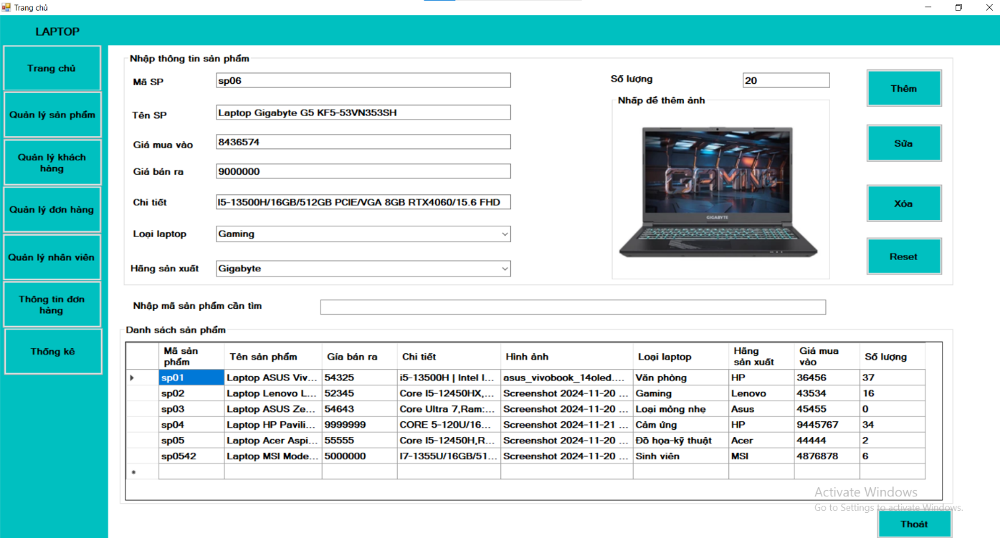 Trang chủ
LAPTOP
Trang chủ
Quản lý sản phẩm
Quản lý khách
hàng
Quản lý đơn hàng
Quản lý nhân viên
Thông tin đơn
hàng
Thống kê
Nhập thông tin sản phẩm
Mã SP sp06
Tên SP Laptop Gigabyte G5 KF5-53VN353SH
Giá mua vào 8436574
Giá bán ra 9000000
Chi tiết I5-13500H/16GB/512GB PCIE/VGA 8GB RTX4060/15.6 FHD
Loại laptop Gaming
Hãng sản xuất Gigabyte
Số lượng 20
Nhấp để thêm ảnh
GAMING
GIGABYTE
Thêm
Sửa
Xóa
Reset
Nhập mã sản phẩm cần tìm
Danh sách sản phẩm
Mã sản phẩm Tên sản phẩm Gía bán ra Chi tiết Hình ảnh Loại laptop Hãng sản xuất Giá mua vào Số lượng
sp01 Laptop ASUS Viv... 54325 i5-13500H | Intel I... asus_vivobook_14oled.... Văn phòng HP 36456 37
sp02 Laptop Lenovo L... 52345 Core I5-12450HX,... Screenshot 2024-11-20 ... Gaming Lenovo 43534 16
sp03 Laptop ASUS Ze... 54643 Core Ultra 7,Ram:... Screenshot 2024-11-20 ... Loại mỏng nhẹ Asus 45455 0
sp04 Laptop HP Pavili... 9999999 CORE 5-120U/16... Screenshot 2024-11-21 ... Cảm ứng HP 9445767 34
sp05 Laptop Acer Aspi... 55555 Core I5-12450H,R... Screenshot 2024-11-20 ... Đồ họa-kỹ thuật Acer 44444 2
sp0542 Laptop MSI Mode... 5000000 I7-1355U/16GB/51... Screenshot 2024-11-20 ... Sinh viên MSI 4876878 6
Activate Windows
Go to Settings to activate Windows.
Thoát